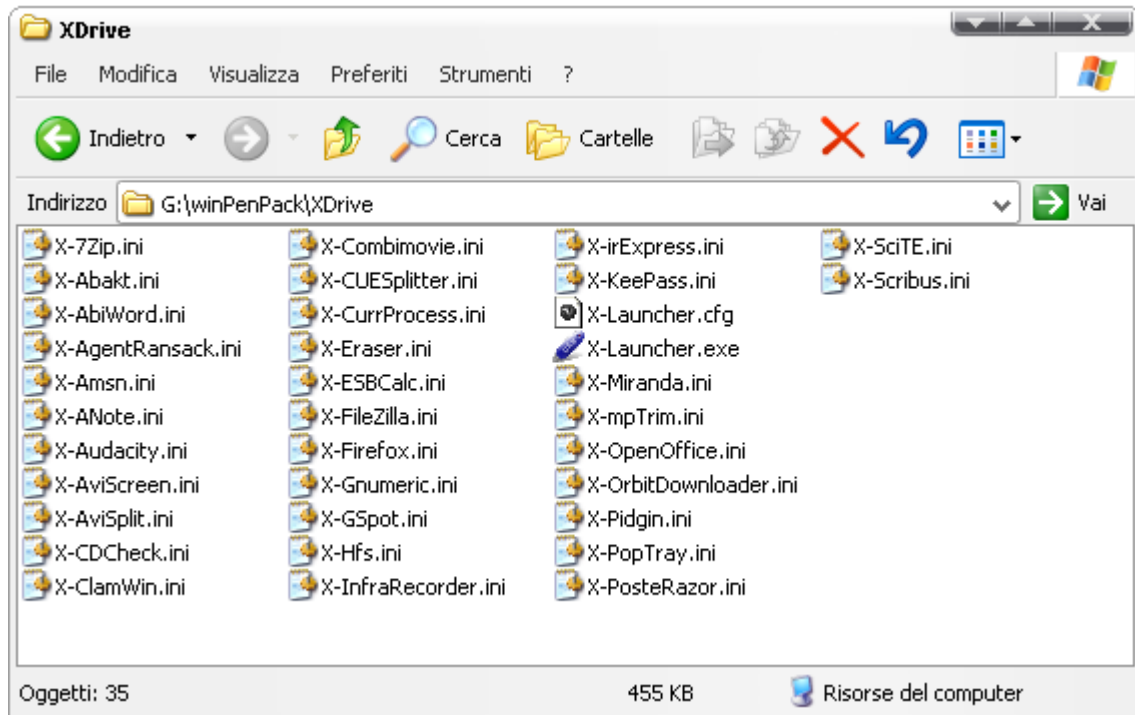 XDrive
File Modifica Visualizza Preferiti Strumenti ?
Indietro Cerca Cartelle
Indirizzo G:\winPenPack\XDrive Vai
X-7Zip.ini X-Combimovie.ini X-irExpress.ini X-SciTE.ini
X-Abakt.ini X-CUESplitter.ini X-KeePass.ini X-Scribus.ini
X-AbiWord.ini X-CurrProcess.ini X-Launcher.cfg
X-AgentRansack.ini X-Eraser.ini X-Launcher.exe
X-Amsn.ini X-ESBCalc.ini X-Miranda.ini
X-ANote.ini X-FileZilla.ini X-mpTrim.ini
X-Audacity.ini X-Firefox.ini X-OpenOffice.ini
X-AviScreen.ini X-Gnumeric.ini X-OrbitDownloader.ini
X-AviSplit.ini X-GSpot.ini X-Pidgin.ini
X-CDCheck.ini X-Hfs.ini X-PopTray.ini
X-ClamWin.ini X-InfraRecorder.ini X-PosteRazor.ini
Oggetti: 35 455 KB Risorse del computer